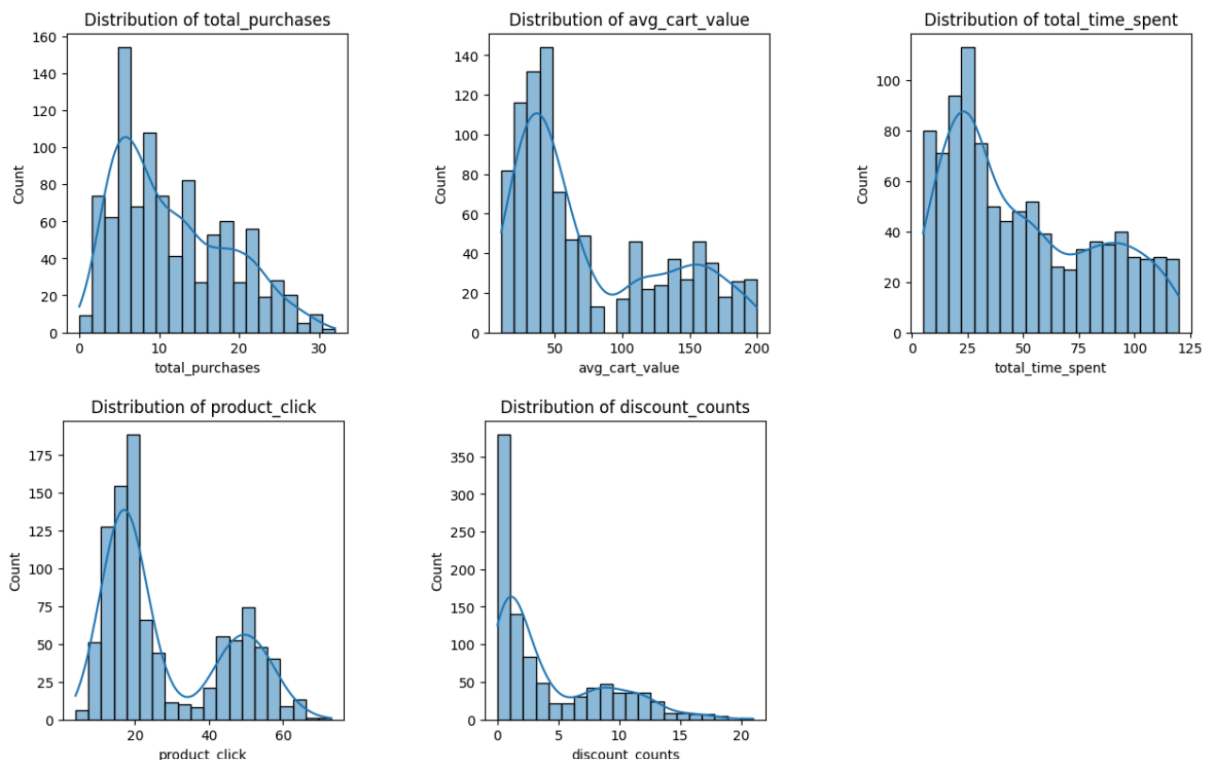 Distribution of total_purchases
160
140
120
100
80
60
40
20
0
Count
0 10 20 30
total_purchases
Distribution of avg_cart_value
140
120
100
80
60
40
20
0
Count
50 100 150 200
avg_cart_value
Distribution of total_time_spent
100
80
60
40
20
0
Count
0 25 50 75 100 125
total_time_spent
Distribution of product_click
175
150
125
100
75
50
25
0
Count
20 40 60
product_click
Distribution of discount_counts
350
300
250
200
150
100
50
0
Count
0 5 10 15 20
discount_counts